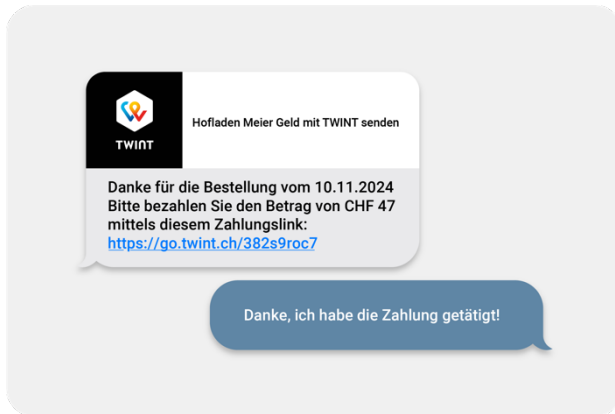 TWINT
Hofladen Meier Geld mit TWINT senden
Danke für die Bestellung vom 10.11.2024
Bitte bezahlen Sie den Betrag von CHF 47
mittels diesem Zahlungslink:
https://go.twint.ch/382s9roc7
Danke, ich habe die Zahlung getätigt!